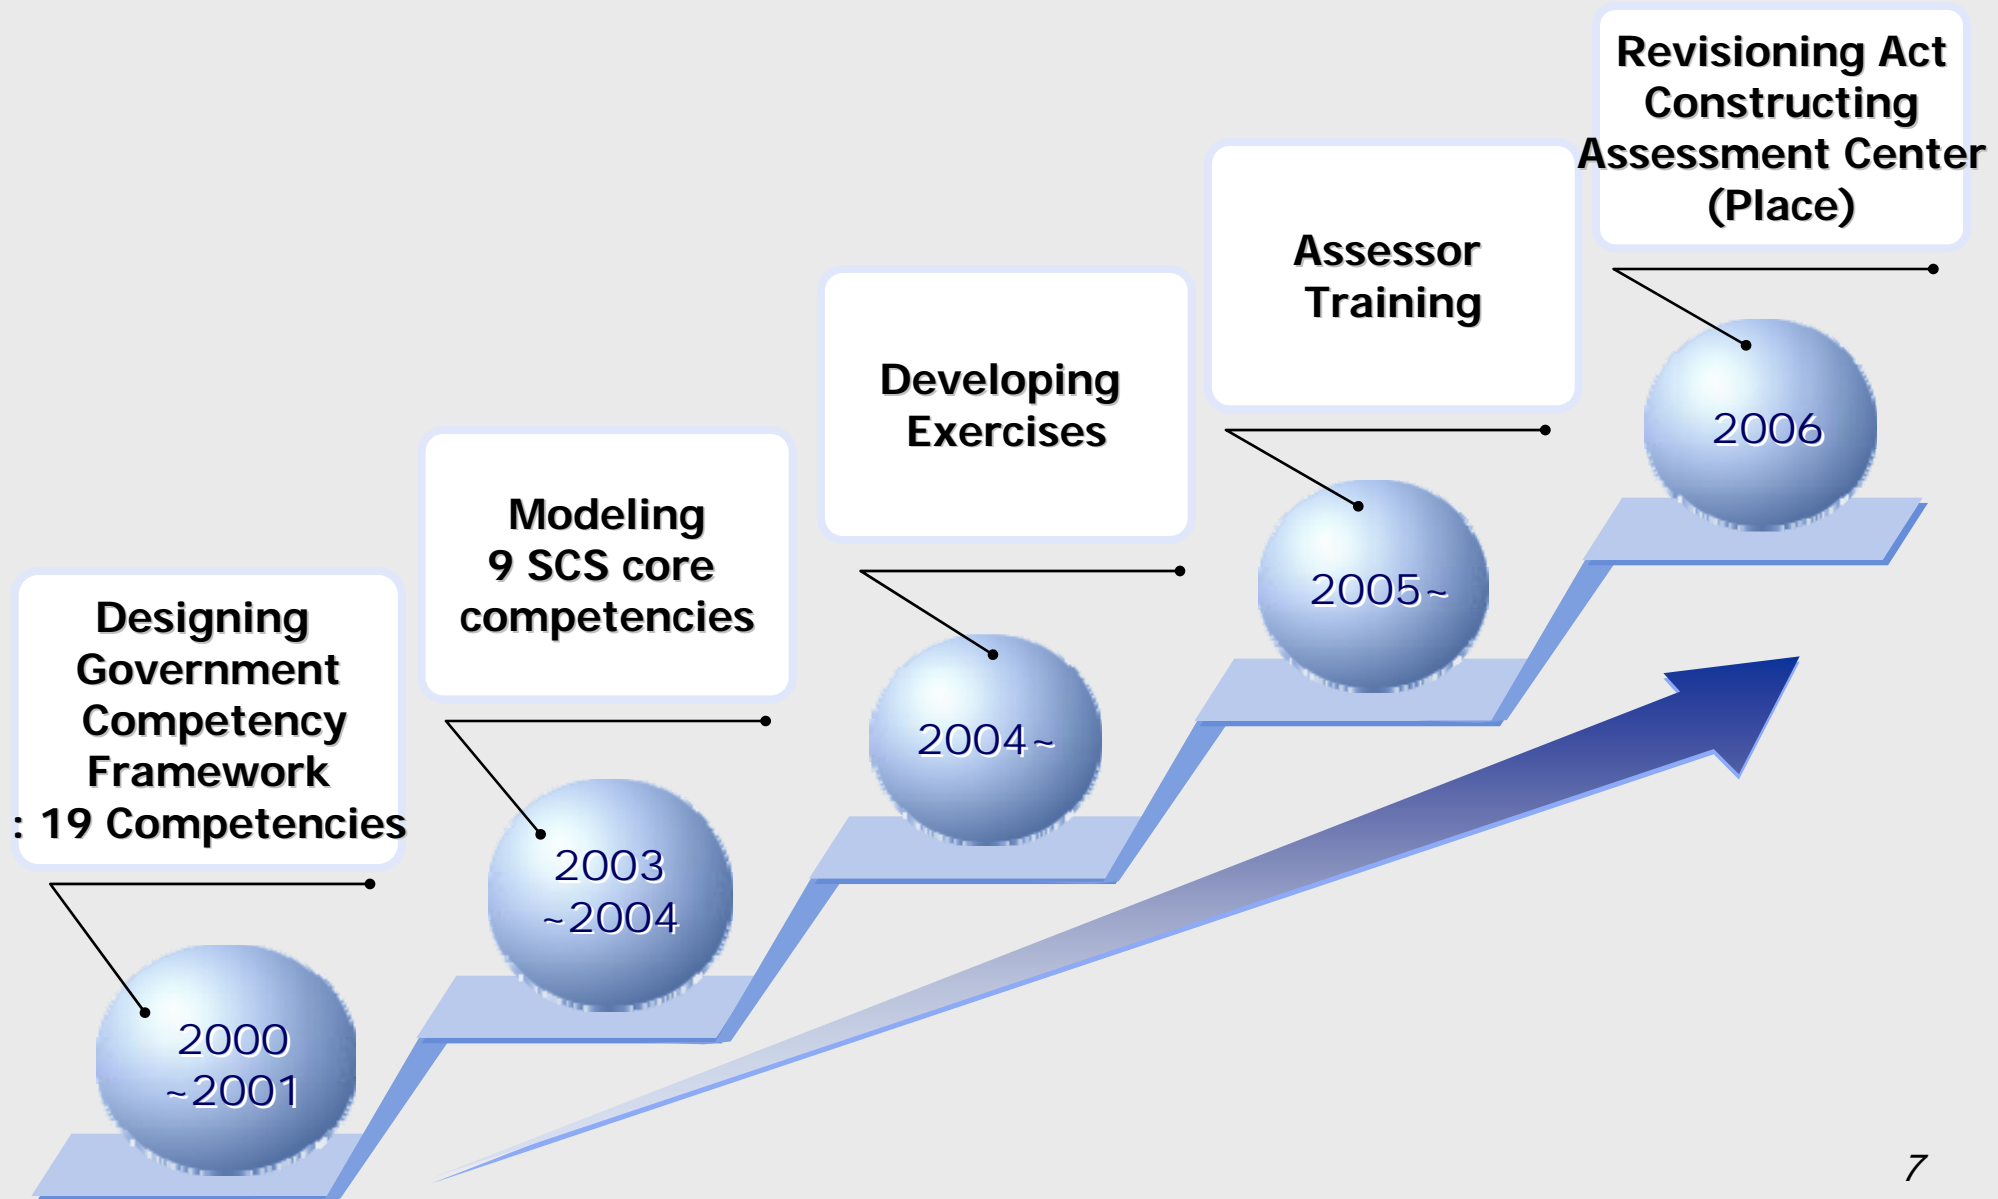 Designing
Government
Competency
Framework
: 19 Competencies
2000
~2001
Modeling
9 SCS core
competencies
2003
~2004
Developing
Exercises
2004~
Assessor
Training
2005~
Revisioning Act
Constructing
Assessment Center
(Place)
2006
7